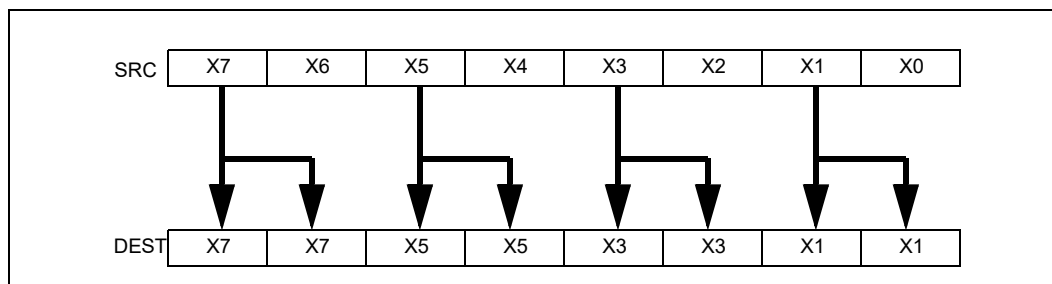 SRC X7 X6 X5 X4 X3 X2 X1 X0
DEST X7 X7 X5 X5 X3 X3 X1 X1